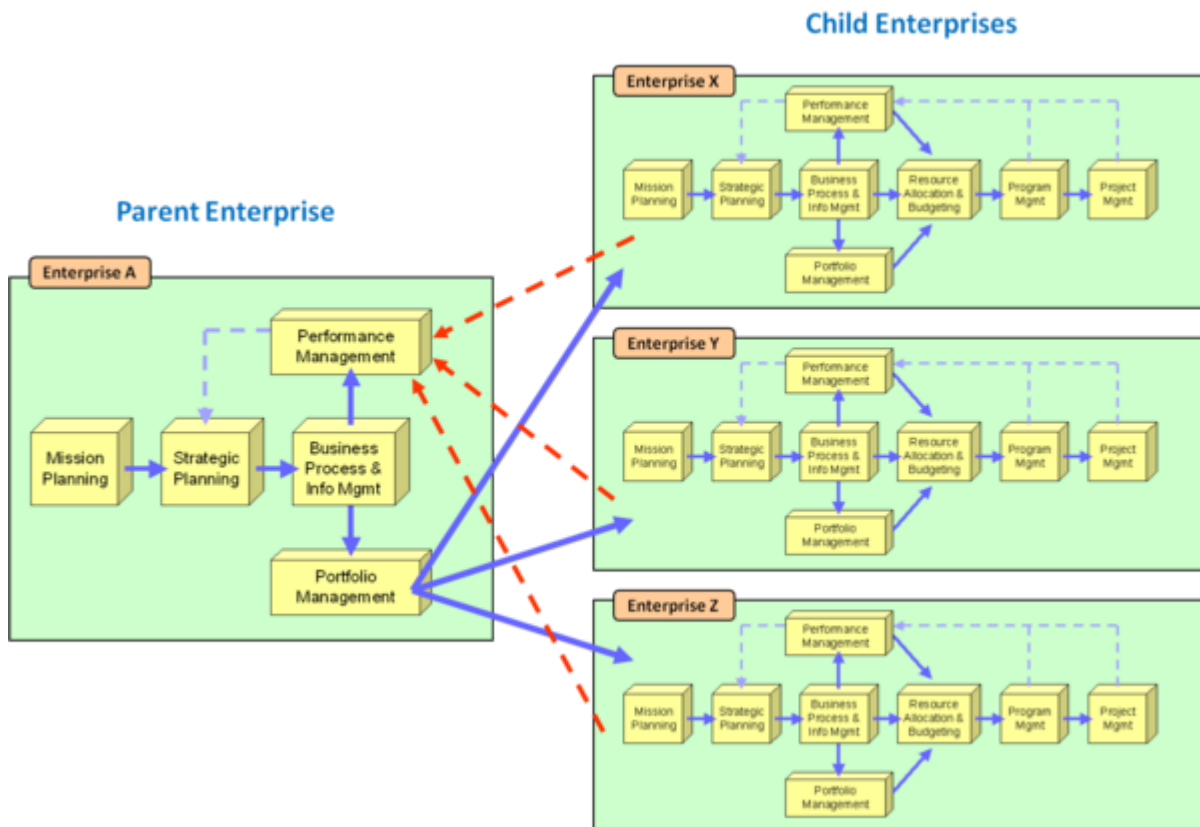 Child Enterprises
Parent Enterprise
Enterprise A
Performance
Management
Mission
Planning
Strategic
Planning
Business
Process &
Info Mgmt
Portfolio
Management
Enterprise X
Performance
Management
Mission
Planning
Strategic
Planning
Business
Process &
Info Mgmt
Resource
Allocation &
Budgeting
Program
Mgmt
Project
Mgmt
Portfolio
Management
Enterprise Y
Performance
Management
Mission
Planning
Strategic
Planning
Business
Process &
Info Mgmt
Resource
Allocation &
Budgeting
Program
Mgmt
Project
Mgmt
Portfolio
Management
Enterprise Z
Performance
Management
Mission
Planning
Strategic
Planning
Business
Process &
Info Mgmt
Resource
Allocation &
Budgeting
Program
Mgmt
Project
Mgmt
Portfolio
Management